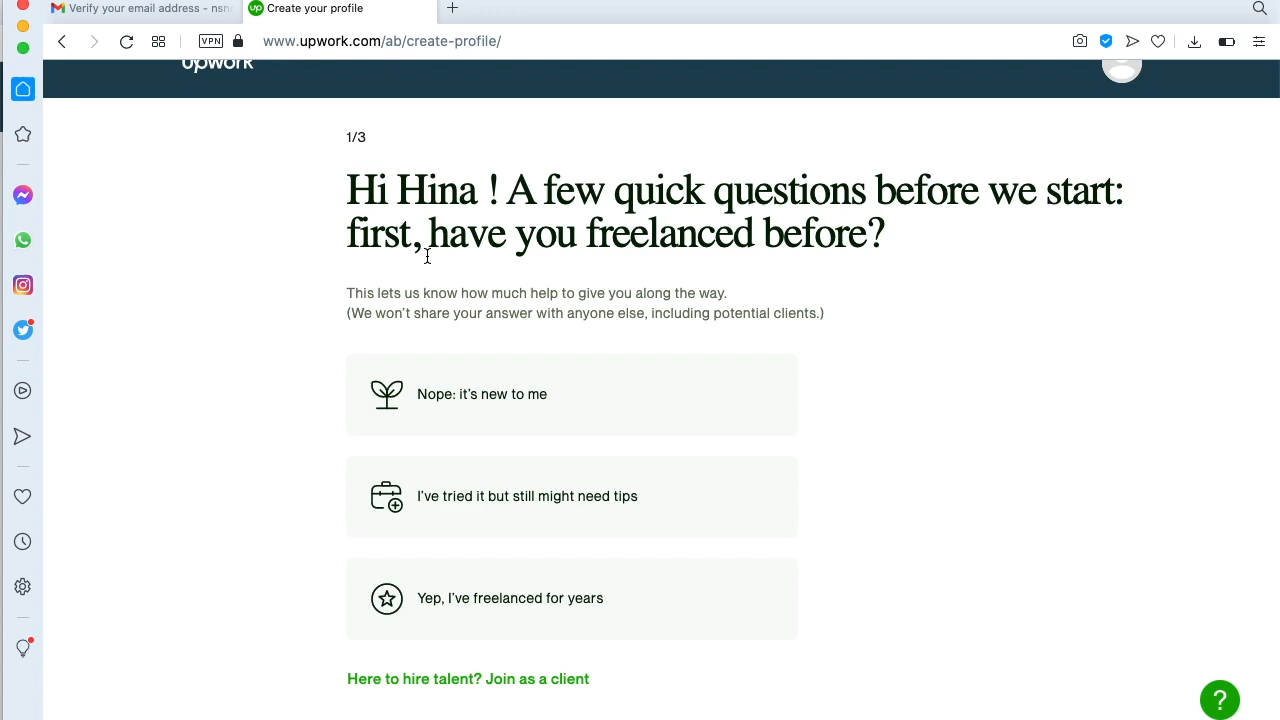 Verify your email address - nsnr
up Create your profile
VPN www.upwork.com/ab/create-profile/
upwork
1/3
Hi Hina ! A few quick questions before we start:
first, have you freelanced before?
This lets us know how much help to give you along the way.
(We won't share your answer with anyone else, including potential clients.)
Nope: it's new to me
I've tried it but still might need tips
Yep, I've freelanced for years
Here to hire talent? Join as a client
?